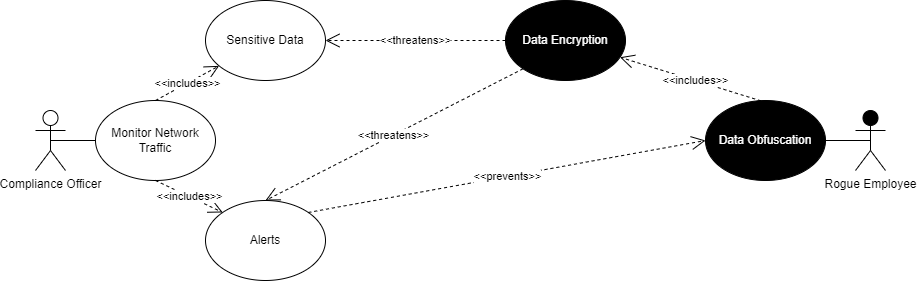 Sensitive Data
<<threatens>>
Data Encryption
<<includes>>
<<includes>>
Monitor Network
Traffic
<<threatens>>
Data Obfuscation
Compliance Officer
<<prevents>>
Rogue Employee
<<includes>>
Alerts